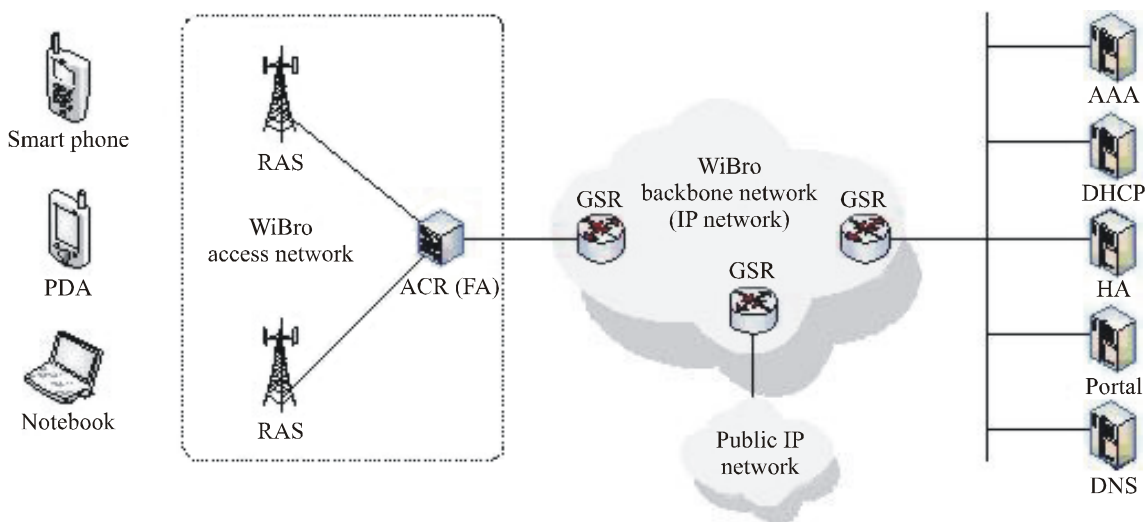 Smart phone
PDA
Notebook
RAS
WiBro
access network
ACR (FA)
RAS
WiBro
backbone network
(IP network)
GSR
GSR
GSR
Public IP
network
AAA
DHCP
HA
Portal
DNS